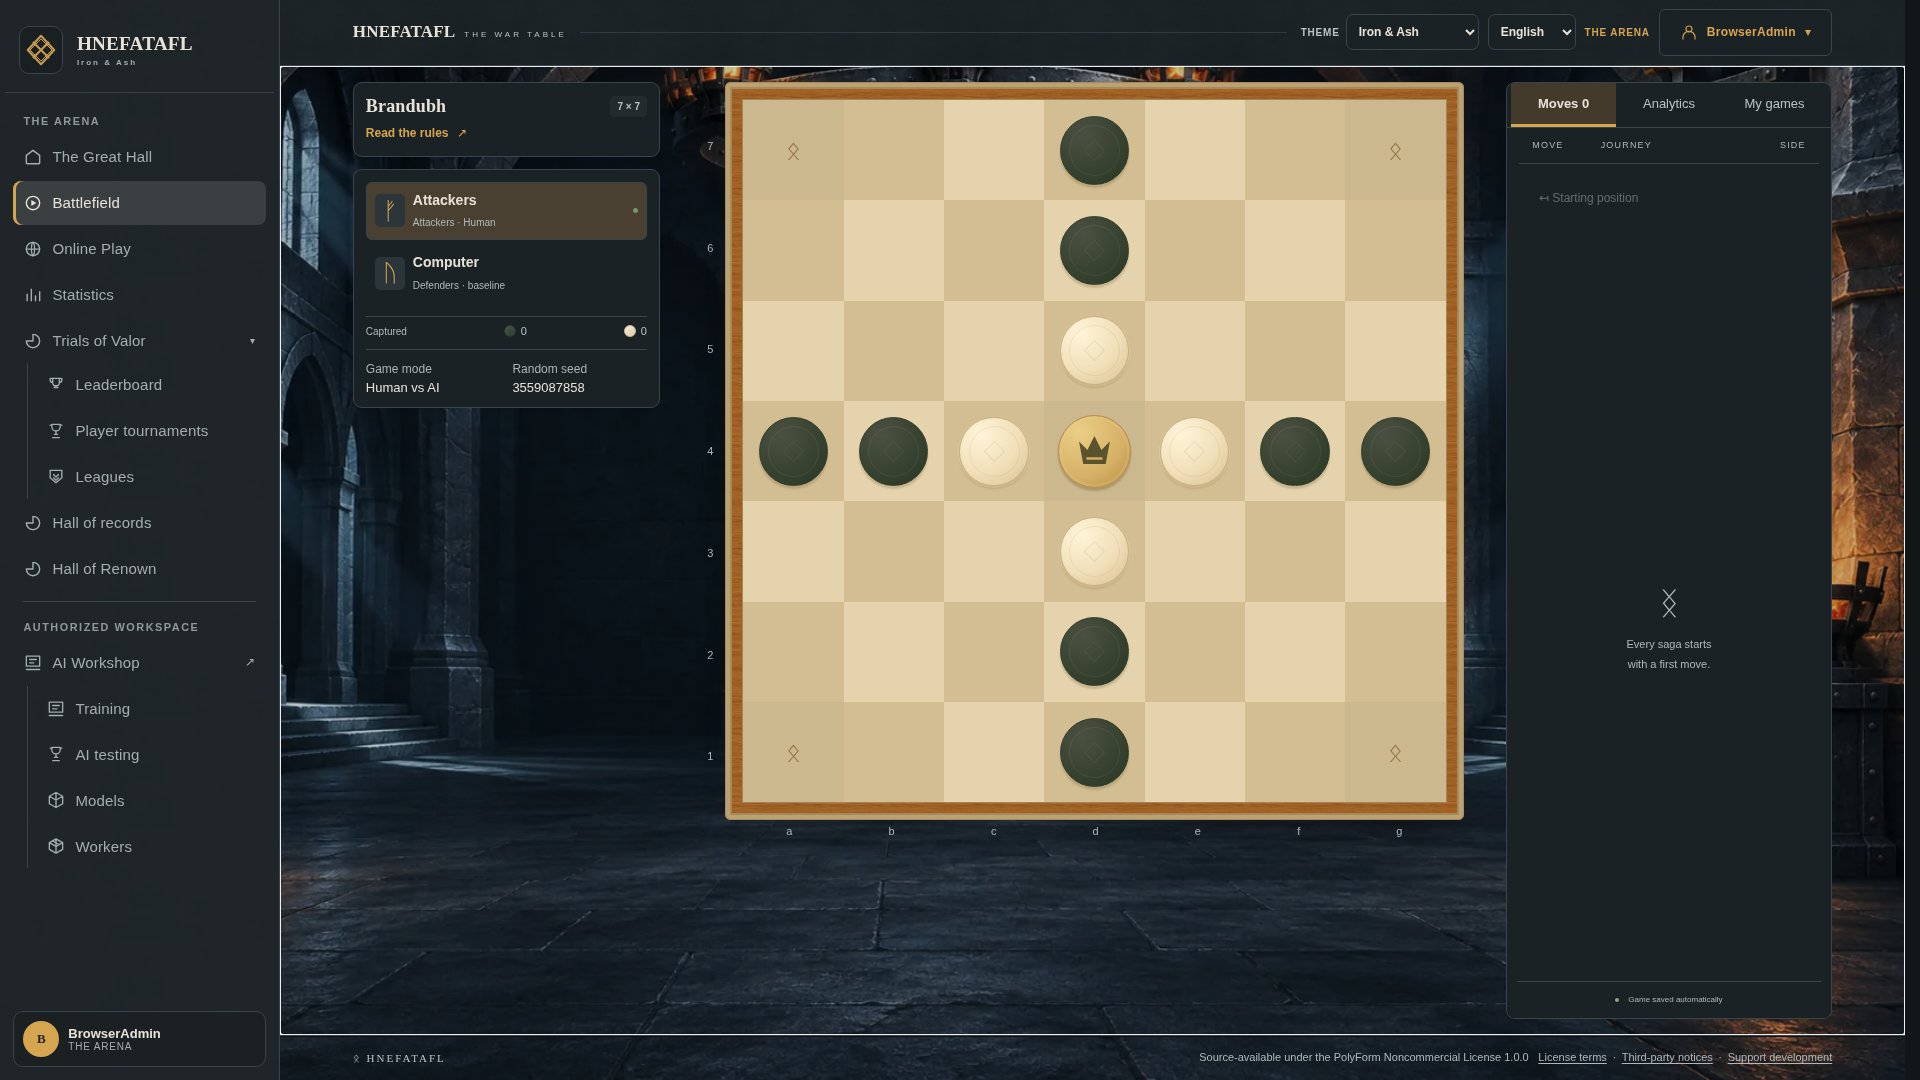 HNEFATAFL
Iron & Ash
THE ARENA
The Great Hall
Battlefield
Online Play
Statistics
Trials of Valor ▾
Leaderboard
Player tournaments
Leagues
Hall of records
Hall of Renown
AUTHORIZED WORKSPACE
AI Workshop ↗
Training
AI testing
Models
Workers
B BrowserAdmin
THE ARENA
HNEFATAFL THE WAR TABLE
THEME Iron & Ash English THE ARENA BrowserAdmin ▾
Brandubh 7 × 7
Read the rules ↗
ᚠ Attackers
Attackers · Human
ᚢ Computer
Defenders · baseline
Captured 0 0
Game mode Random seed
Human vs AI 3559087858
7 ᛟ ᛟ
6
5
4
3
2
1 ᛟ ᛟ
a b c d e f g
Moves 0 Analytics My games
MOVE JOURNEY SIDE
↤ Starting position
Every saga starts
with a first move.
Game saved automatically
ᛟ HNEFATAFL
Source-available under the PolyForm Noncommercial License 1.0.0 License terms · Third-party notices · Support development